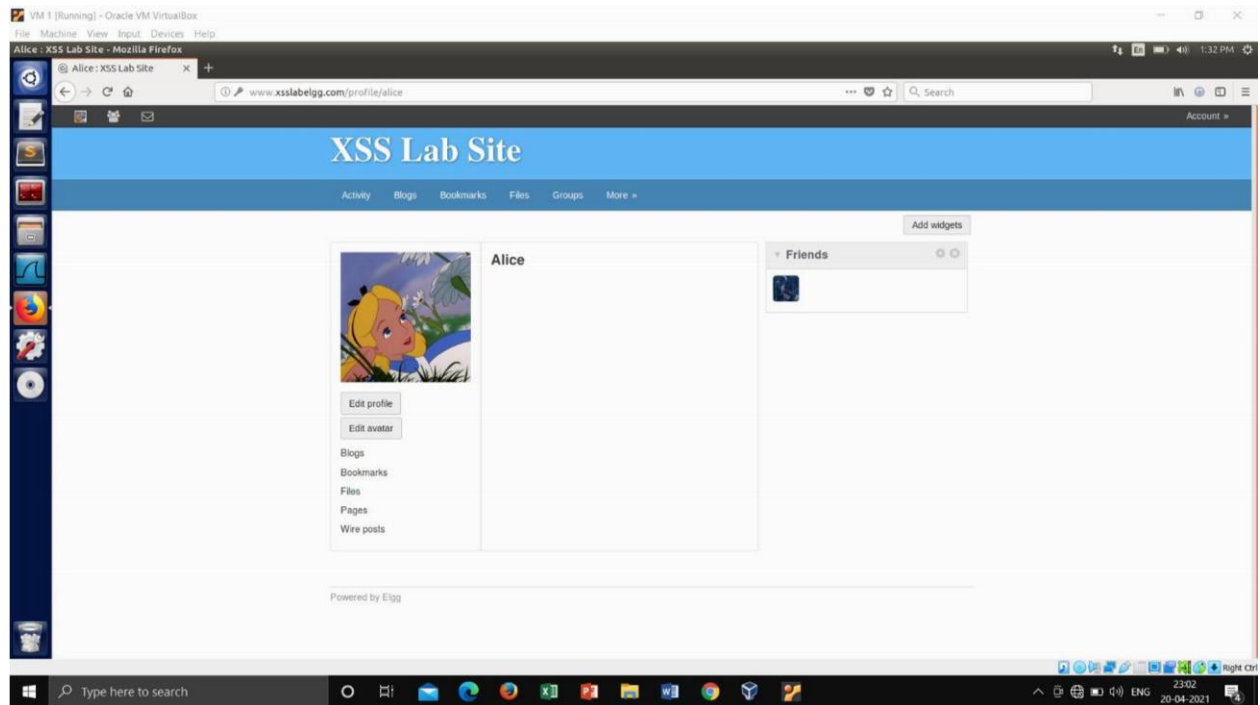 VM 1 [Running] - Oracle VM VirtualBox
File Machine View Input Devices Help
Alice : XSS Lab Site - Mozilla Firefox
En 1:32 PM
Alice : XSS Lab Site × +
www.xsslabelgg.com/profile/alice Search
Account »
XSS Lab Site
Activity Blogs Bookmarks Files Groups More »
Add widgets
Alice
Friends
Edit profile
Edit avatar
Blogs
Bookmarks
Files
Pages
Wire posts
Powered by Elgg
Right Ctrl
Type here to search
ENG
23:02
20-04-2021
4